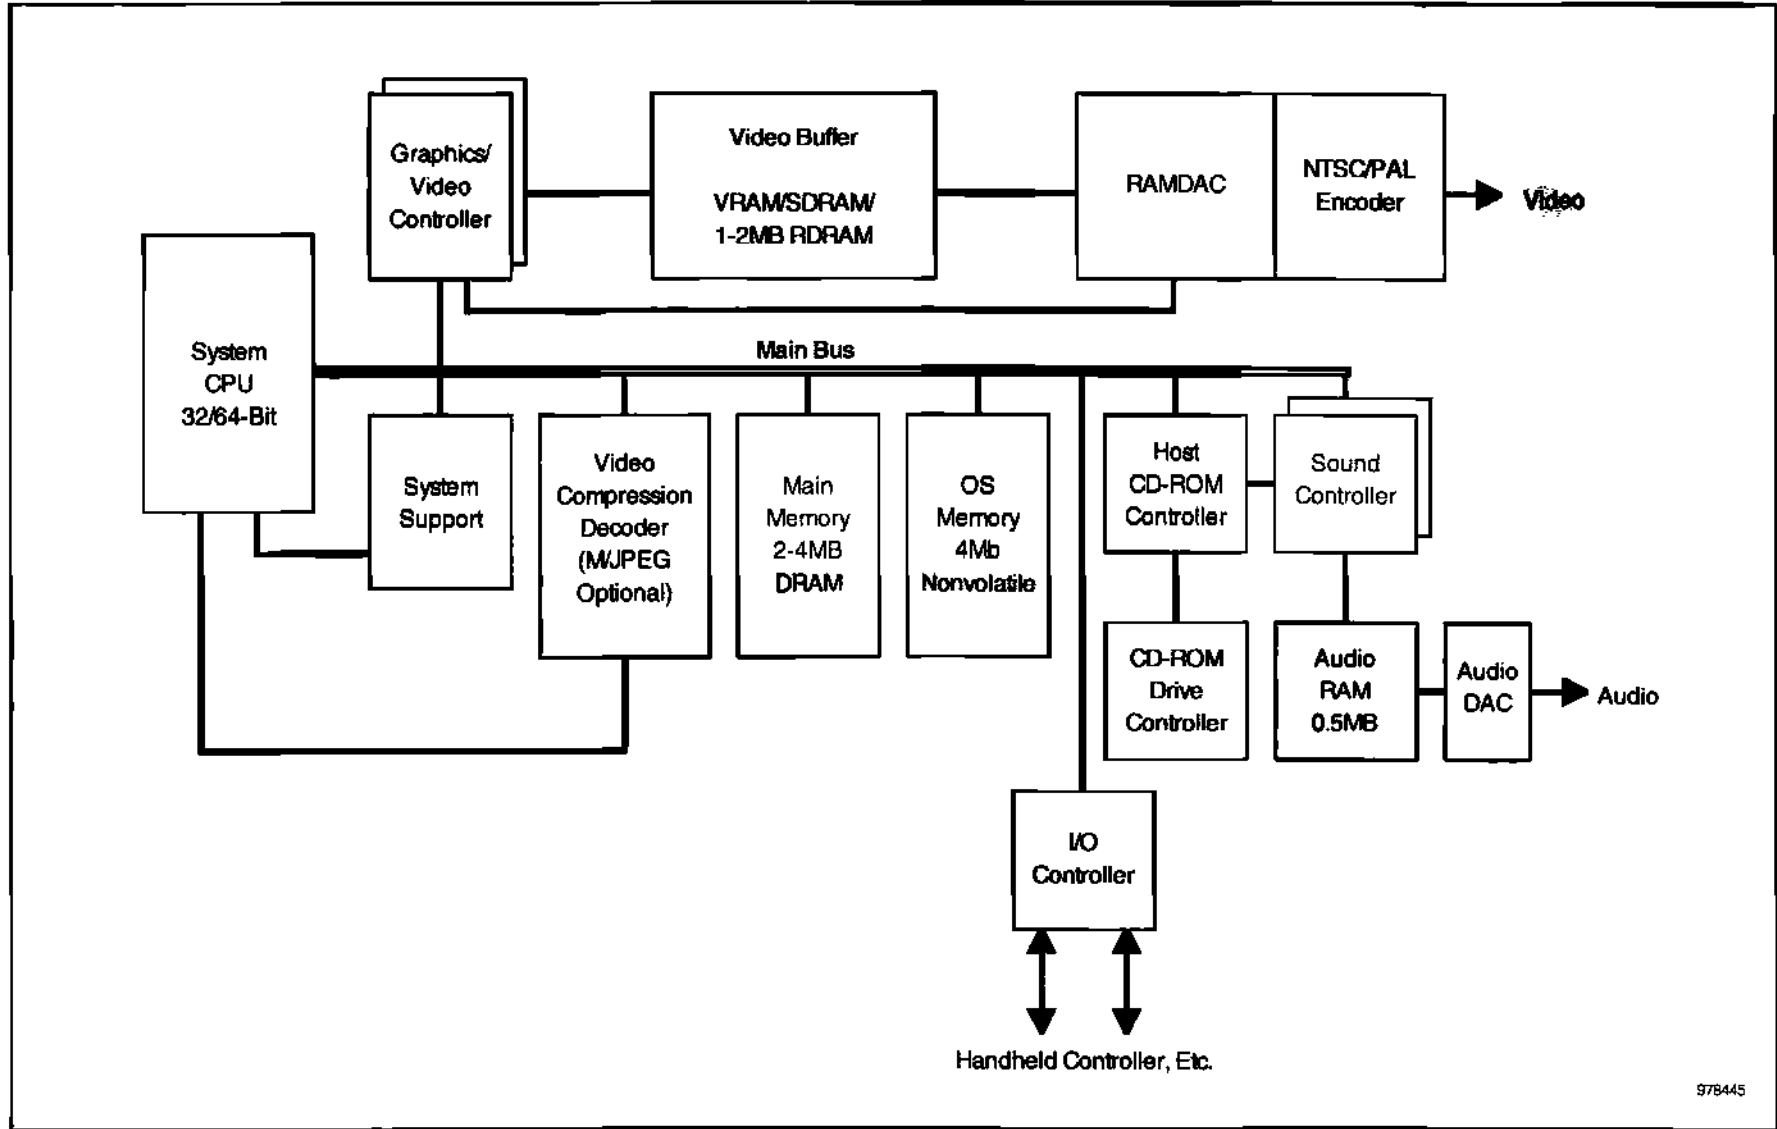 Graphics/
Video
Controller
Video Buffer
VRAM/SDRAM/
1-2MB RDRAM
RAMDAC
NTSC/PAL
Encoder
Video
System
CPU
32/64-Bit
Main Bus
System
Support
Video
Compression
Decoder
(M/JPEG
Optional)
Main
Memory
2-4MB
DRAM
OS
Memory
4Mb
Nonvolatile
Host
CD-ROM
Controller
Sound
Controller
CD-ROM
Drive
Controller
Audio
RAM
0.5MB
Audio
DAC
Audio
I/O
Controller
Handheld Controller, Etc.
978445